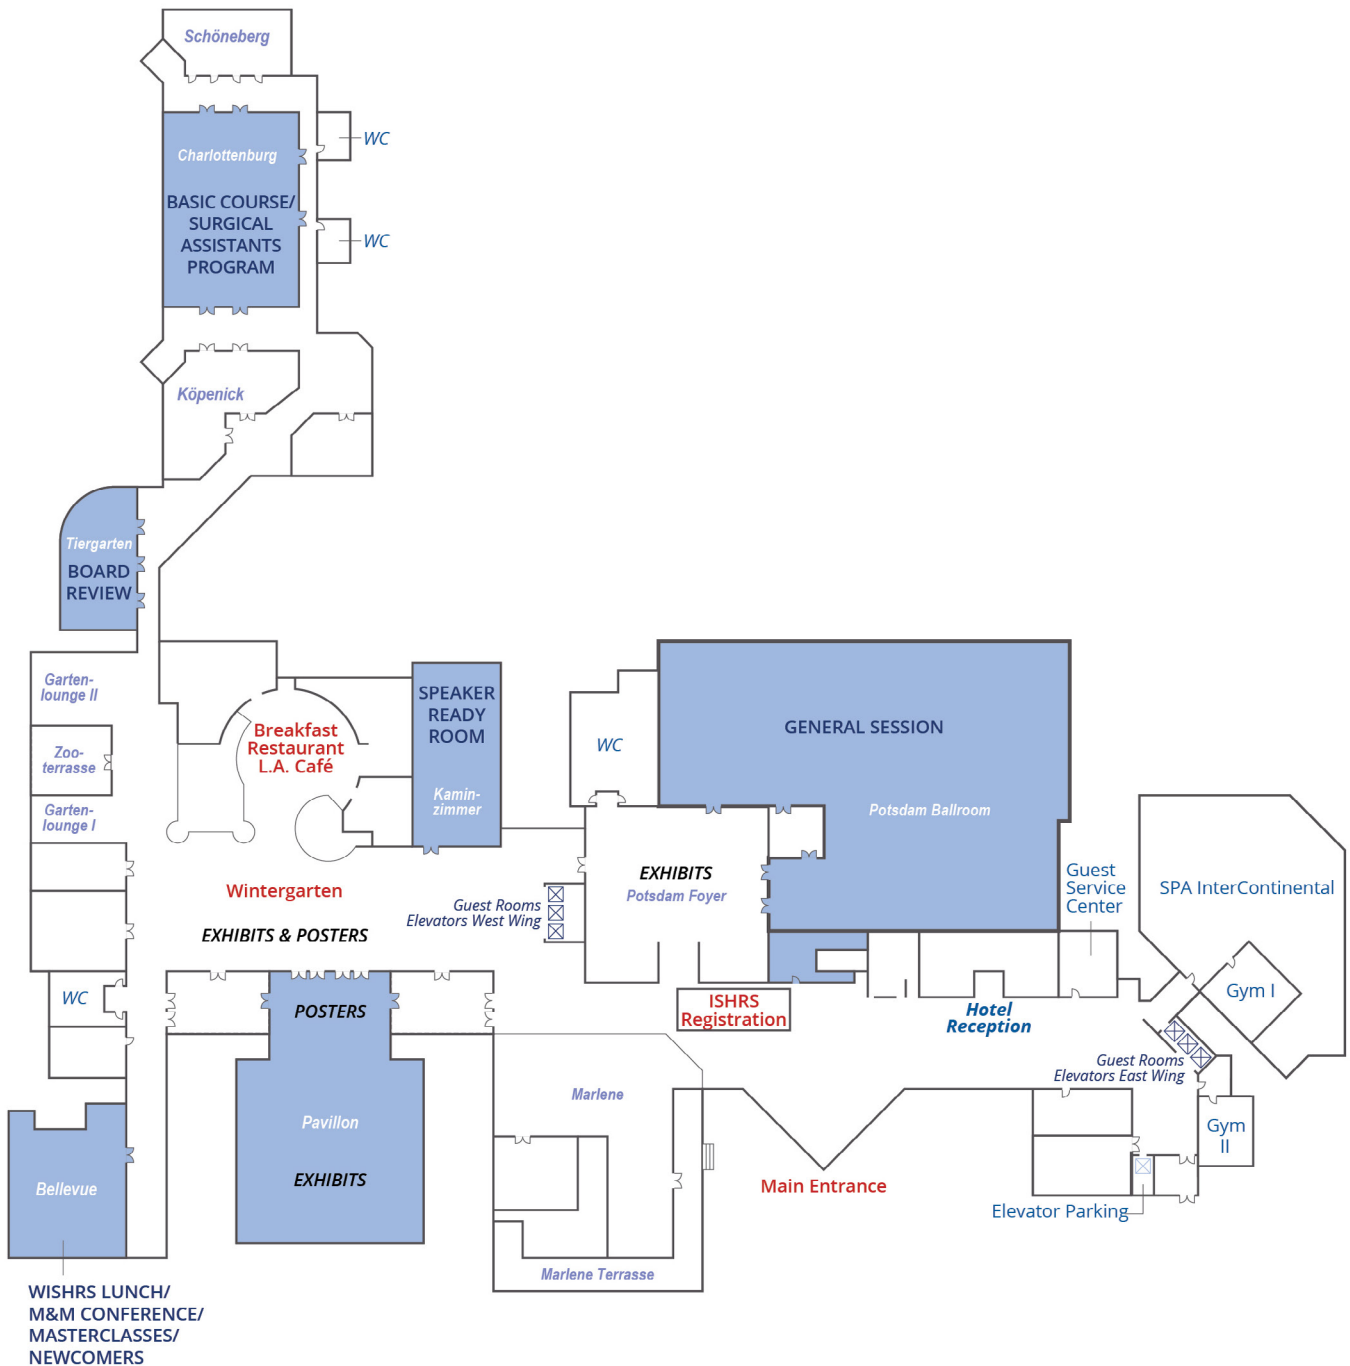 Schöneberg
WC
Charlottenburg
BASIC COURSE/
SURGICAL
ASSISTANTS
PROGRAM
WC
Köpenick
Tiergarten
BOARD
REVIEW
Garten-
lounge II
Zoo-
terrasse
Garten-
lounge I
Breakfast
Restaurant
L.A. Café
SPEAKER
READY
ROOM
Kamin-
zimmer
WC
GENERAL SESSION
Potsdam Ballroom
EXHIBITS
Potsdam Foyer
Guest
Service
Center
SPA InterContinental
Wintergarten
Guest Rooms
Elevators West Wing
EXHIBITS & POSTERS
WC
POSTERS
ISHRS
Registration
Hotel
Reception
Gym I
Guest Rooms
Elevators East Wing
Marlene
Pavillon
EXHIBITS
Gym
II
Bellevue
Main Entrance
Elevator Parking
Marlene Terrasse
WISHRS LUNCH/
M&M CONFERENCE/
MASTERCLASSES/
NEWCOMERS